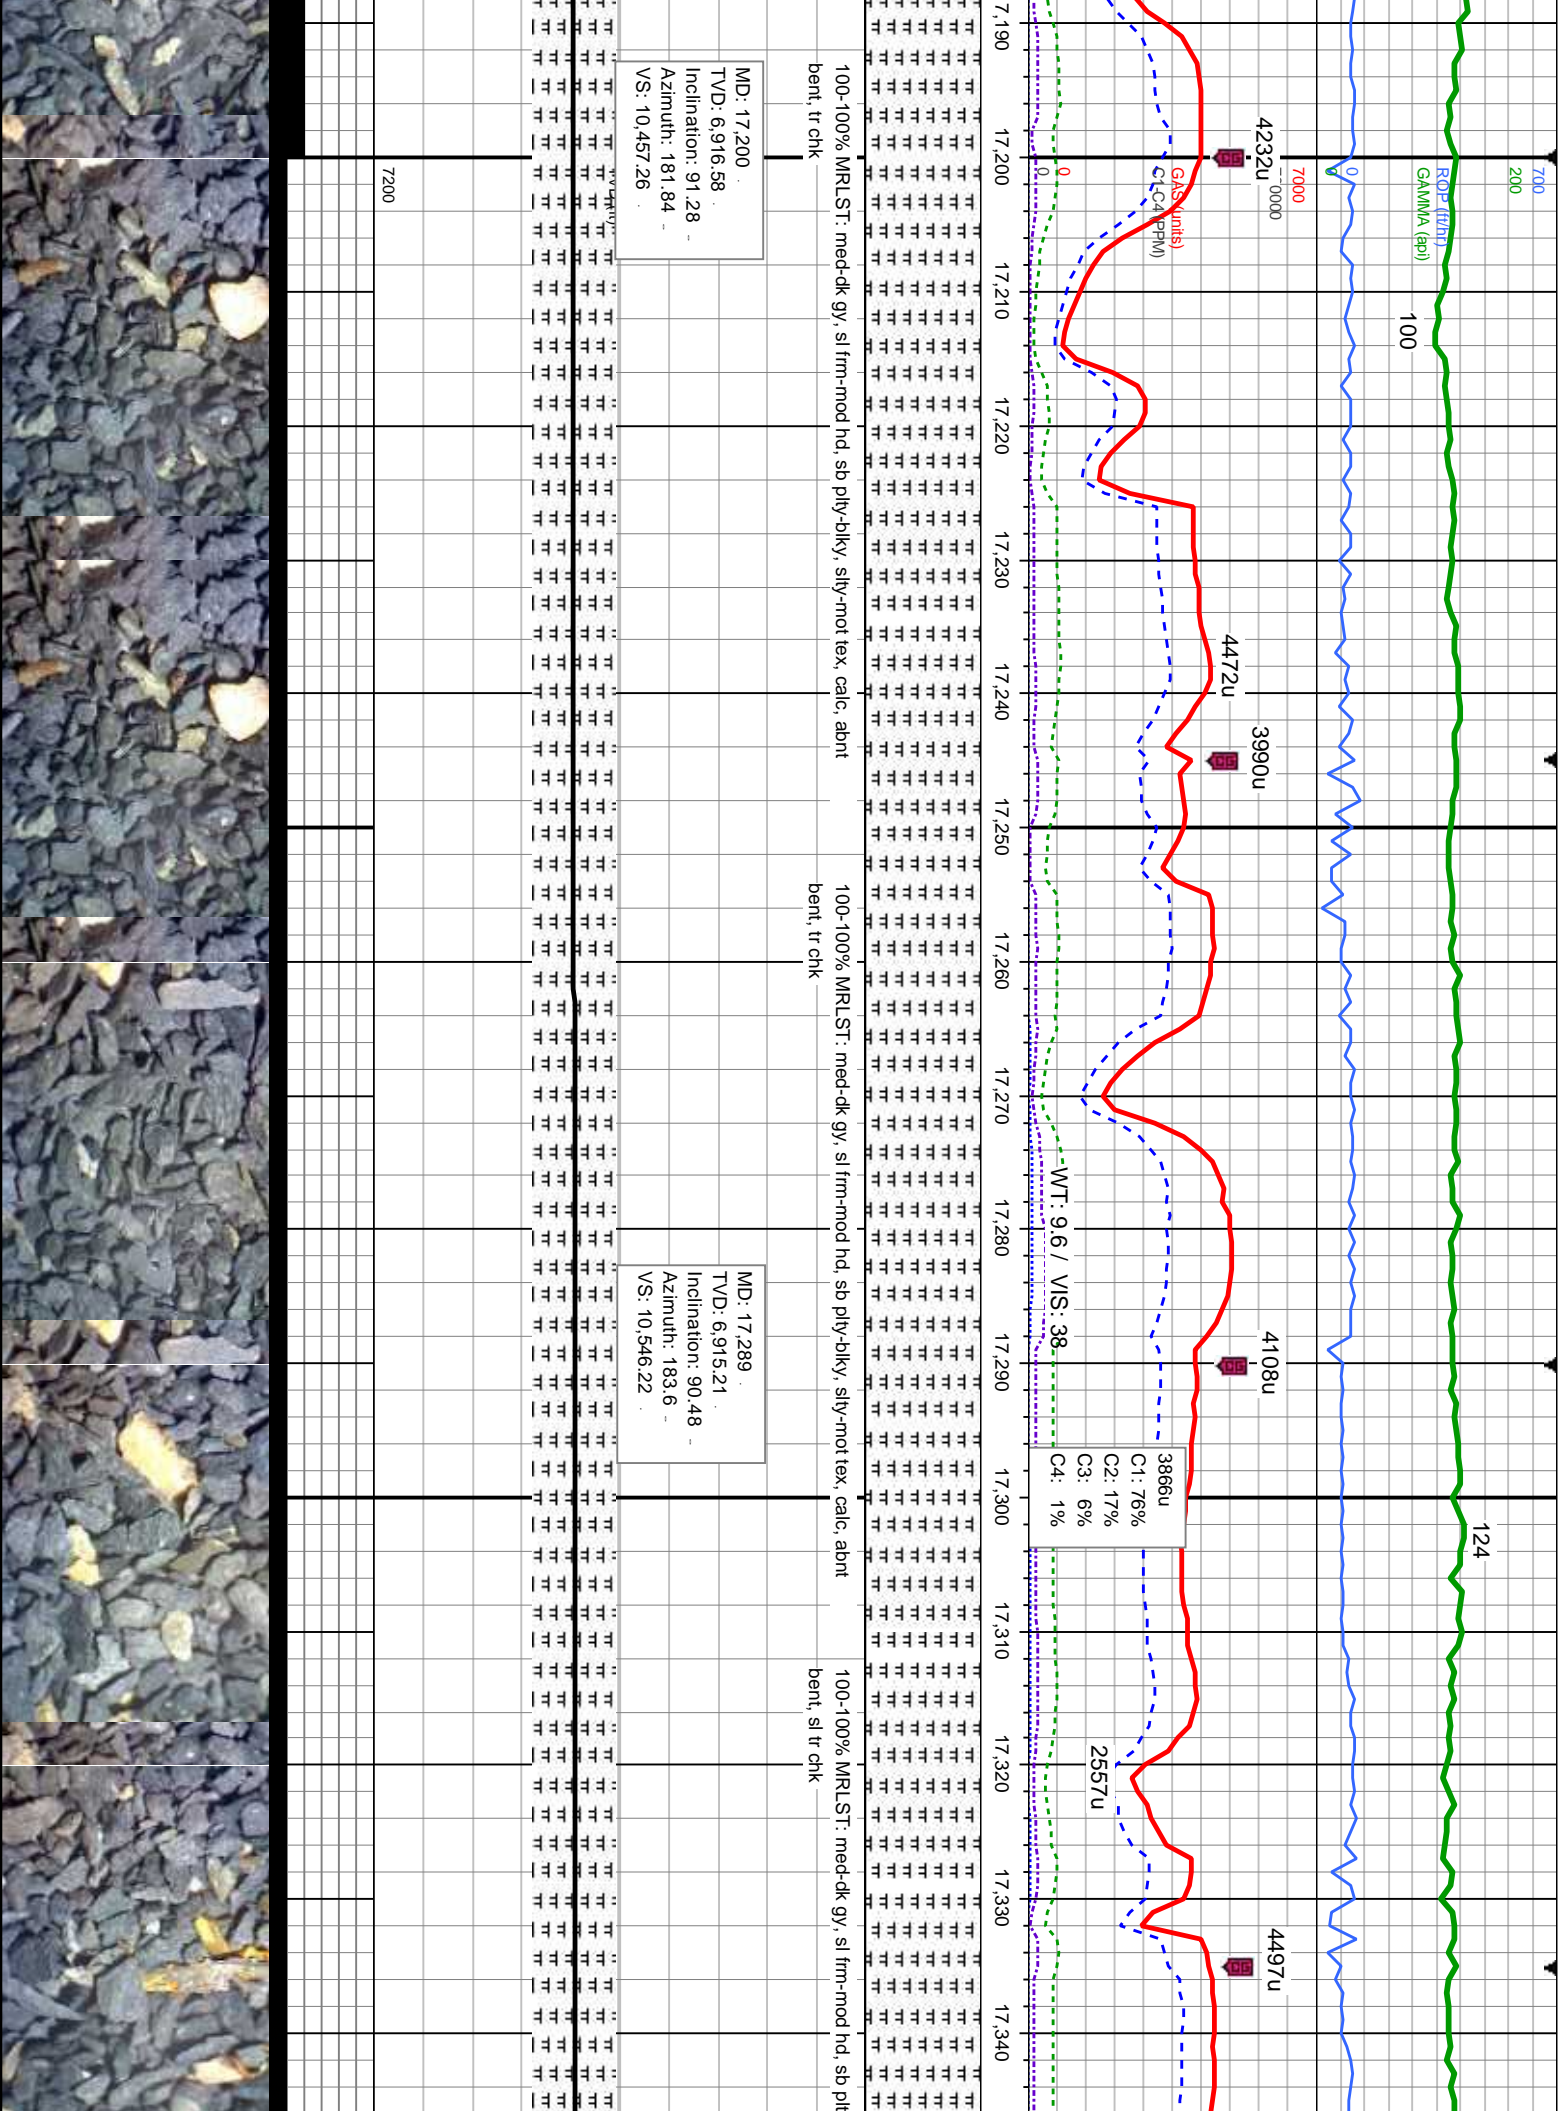 700
200
ROP (ft/hr)
GAMMA (api)
0
0
7000
GAS (units)
C1-C4 (PPM)
0
0
4232u
100
4472u
3990u
4108u
124
2557u
4497u
WT: 9.6 / VIS: 38
3866u
C1: 76%
C2: 17%
C3: 6%
C4: 1%
17,190
17,200
17,210
17,220
17,230
17,240
17,250
17,260
17,270
17,280
17,290
17,300
17,310
17,320
17,330
17,340
100-100% MRLST: med-dk gy, sl frm-mod hd, sb plty-blky, slty-mot tex, calc, abnt
bent, tr chk
100-100% MRLST: med-dk gy, sl frm-mod hd, sb plty-blky, slty-mot tex, calc, abnt
bent, tr chk
100-100% MRLST: med-dk gy, sl frm-mod hd, sb plt
bent, sl tr chk
MD: 17,200
TVD: 6,916.58
Inclination: 91.28
Azimuth: 181.84
VS: 10,457.26
MD: 17,289
TVD: 6,915.21
Inclination: 90.48
Azimuth: 183.6
VS: 10,546.22
7200